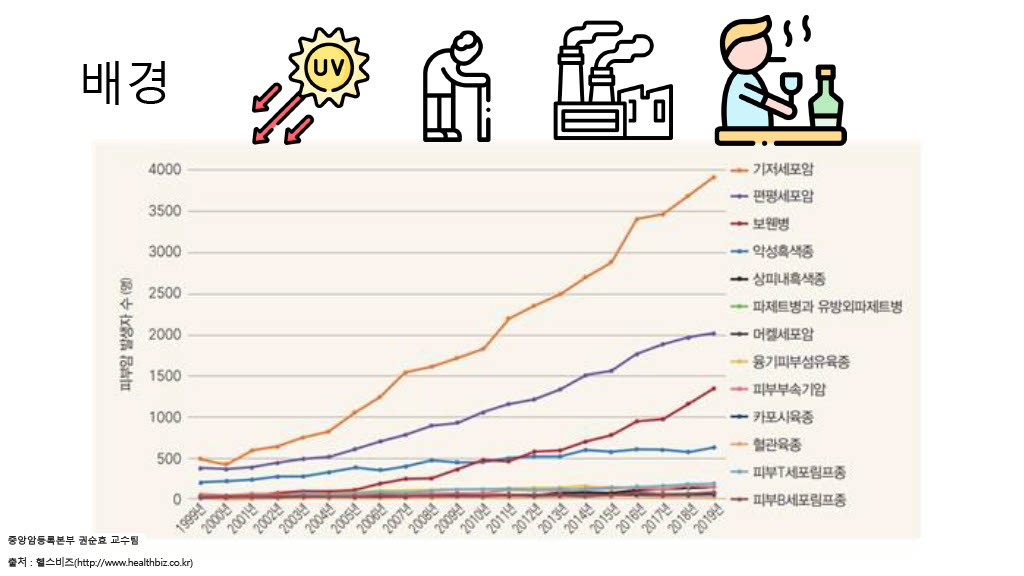 배경
UV
피부암 발생자 수 (명)
4000
3500
3000
2500
2000
1500
1000
500
0
1999년
2000년
2001년
2002년
2003년
2004년
2005년
2006년
2007년
2008년
2009년
2010년
2011년
2012년
2013년
2014년
2015년
2016년
2017년
2018년
2019년
기저세포암
편평세포암
보웬병
악성흑색종
상피내흑색종
파제트병과 유방외파제트병
머켈세포암
융기피부섬유육종
피부부속기암
카포시육종
혈관육종
피부T세포림프종
피부B세포림프종
중앙암등록본부 권순효 교수팀
출처 : 헬스비즈(http://www.healthbiz.co.kr)